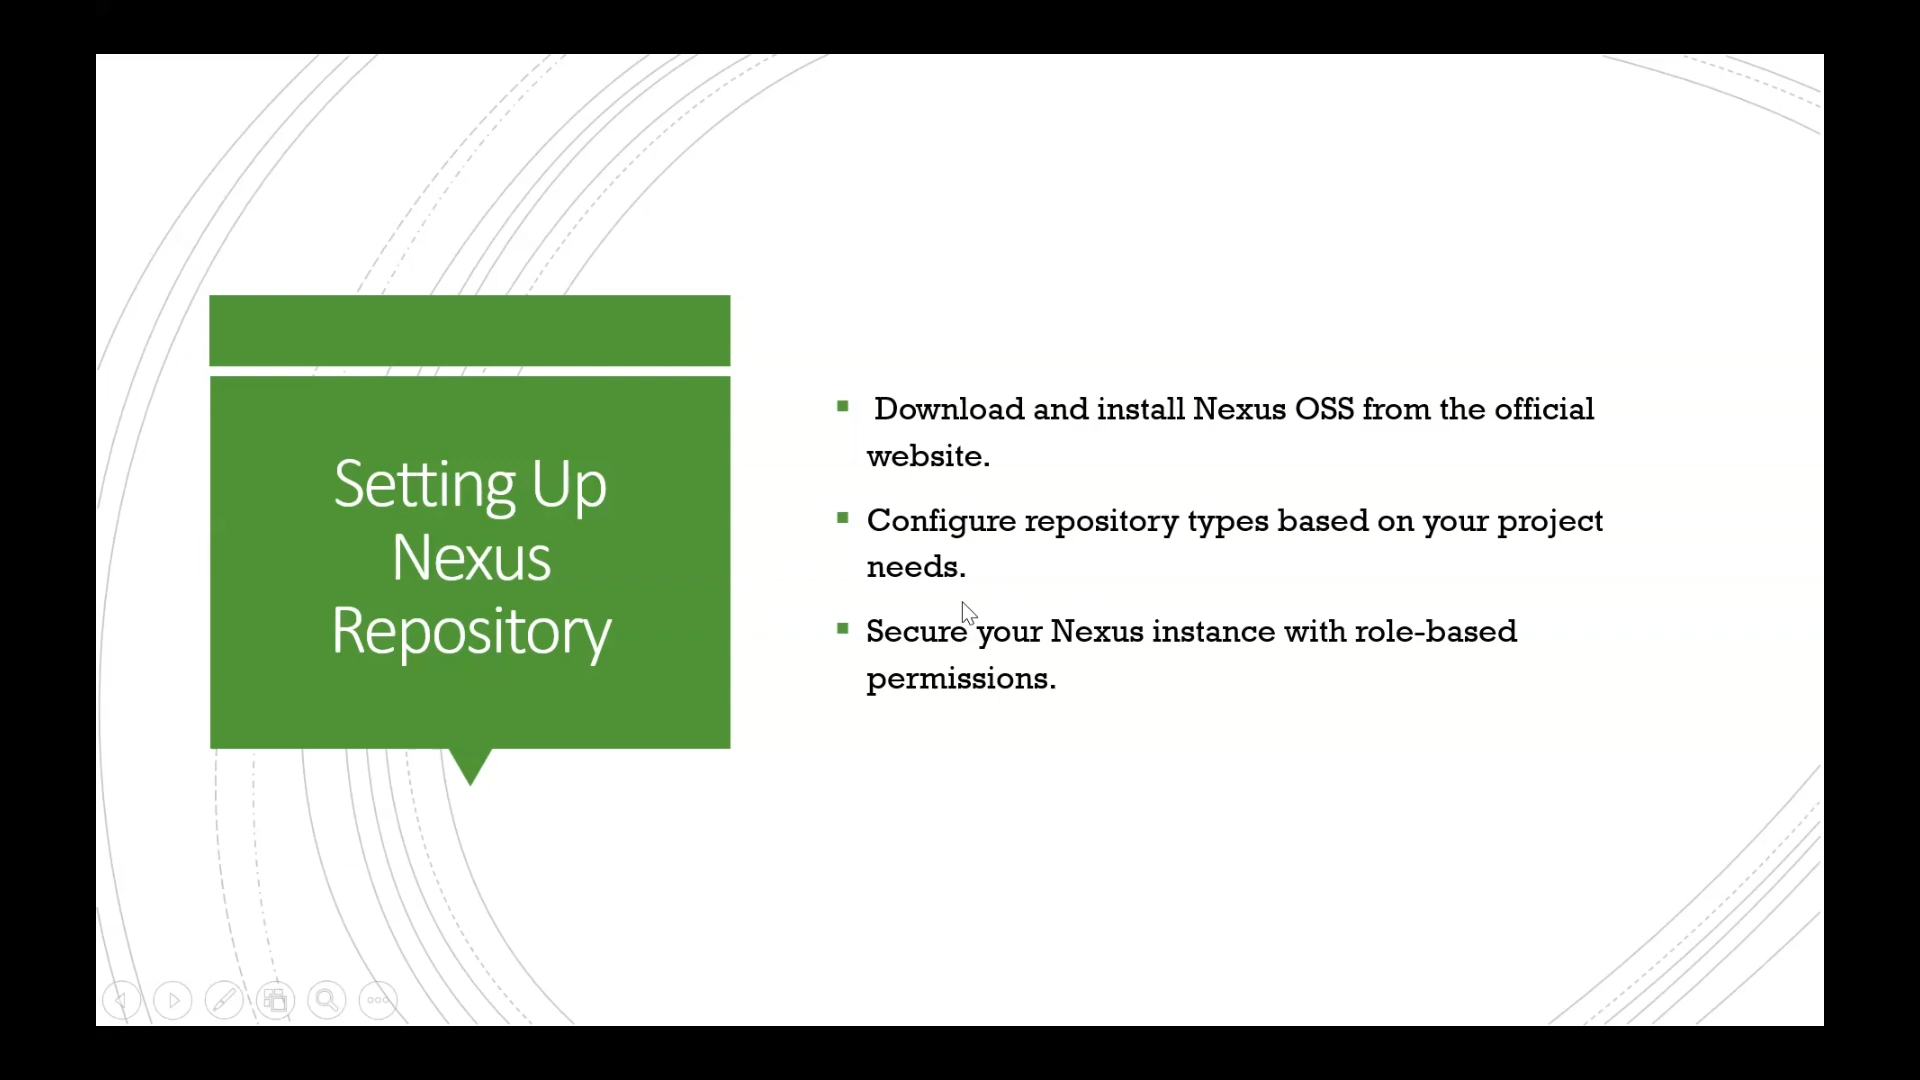 Setting Up
Nexus
Repository
Download and install Nexus OSS from the official
website.
Configure repository types based on your project
needs.
Secure your Nexus instance with role-based
permissions.